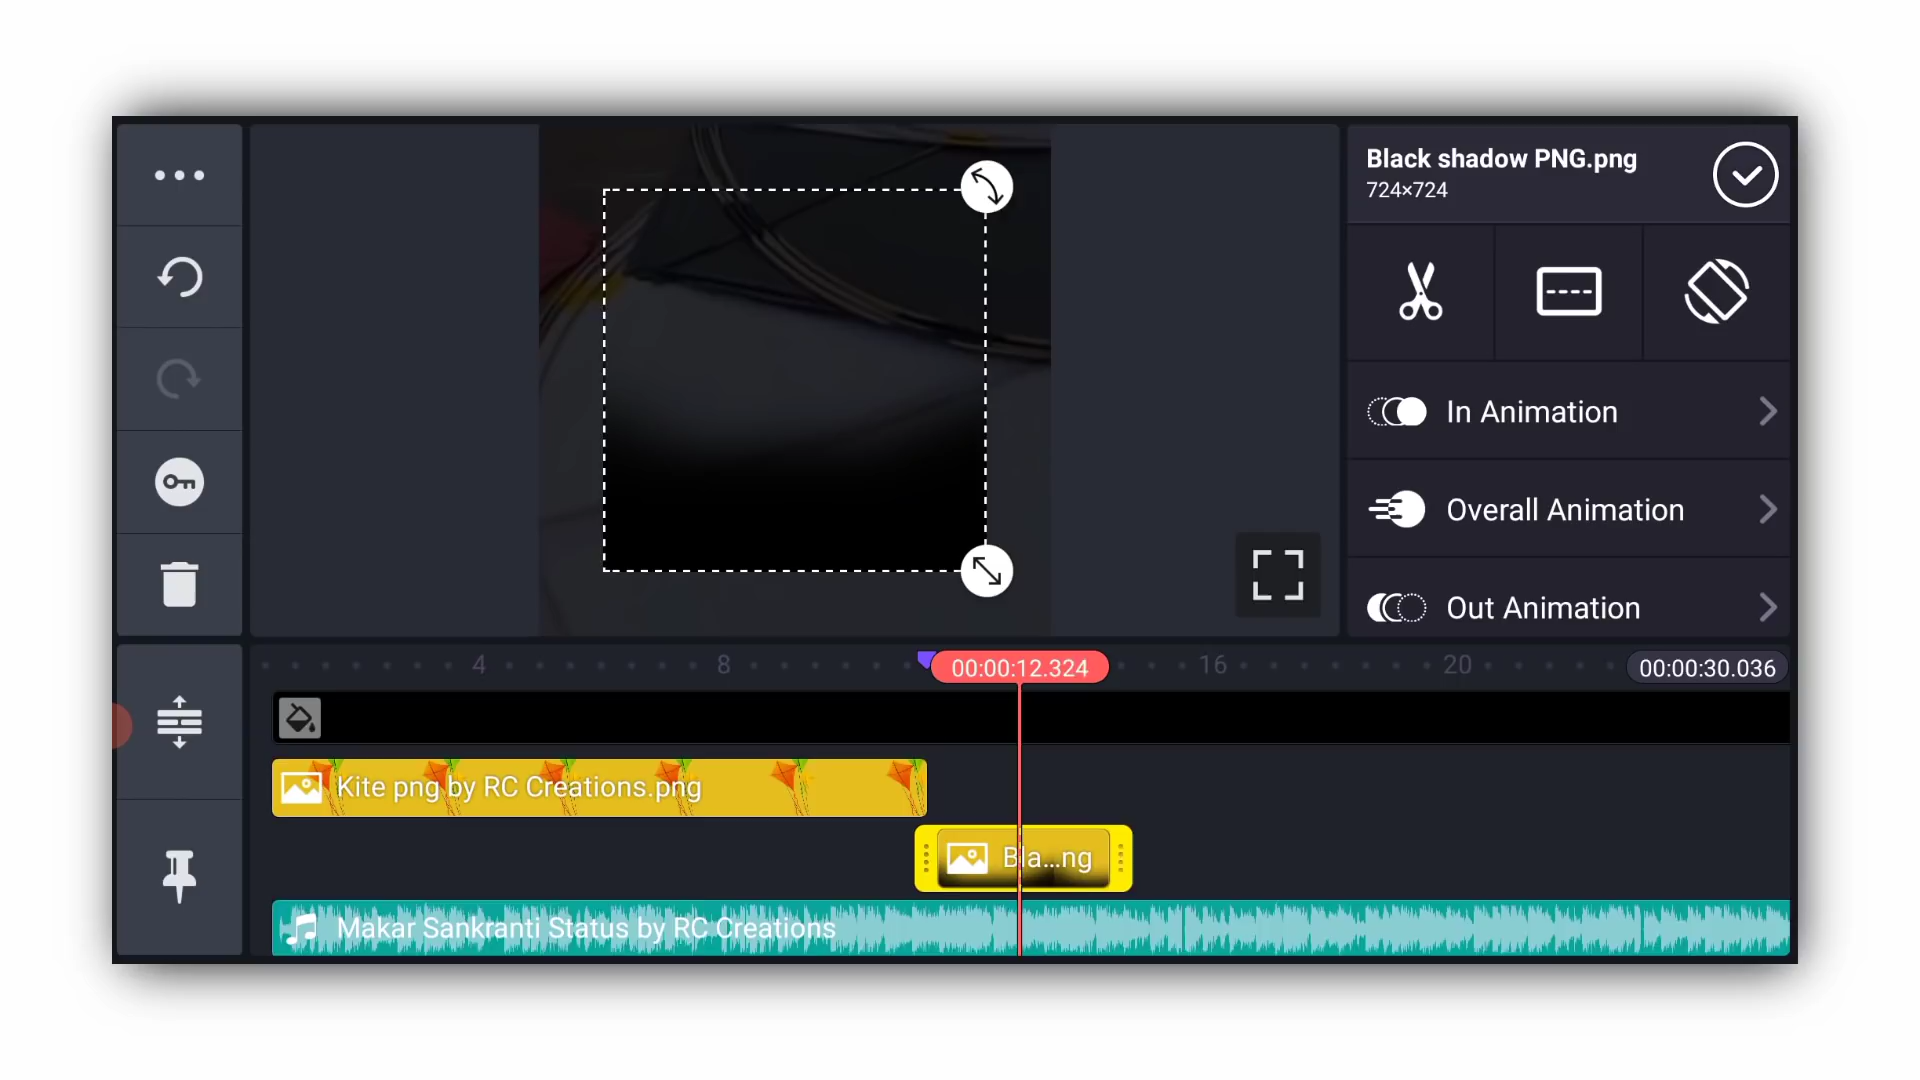 Black shadow PNG.png
724×724
In Animation
Overall Animation
Out Animation
4
8
00:00:12.324
16
20
00:00:30.036
Kite png by RC Creations.png
Bla...ng
Makar Sankranti Status by RC Creations